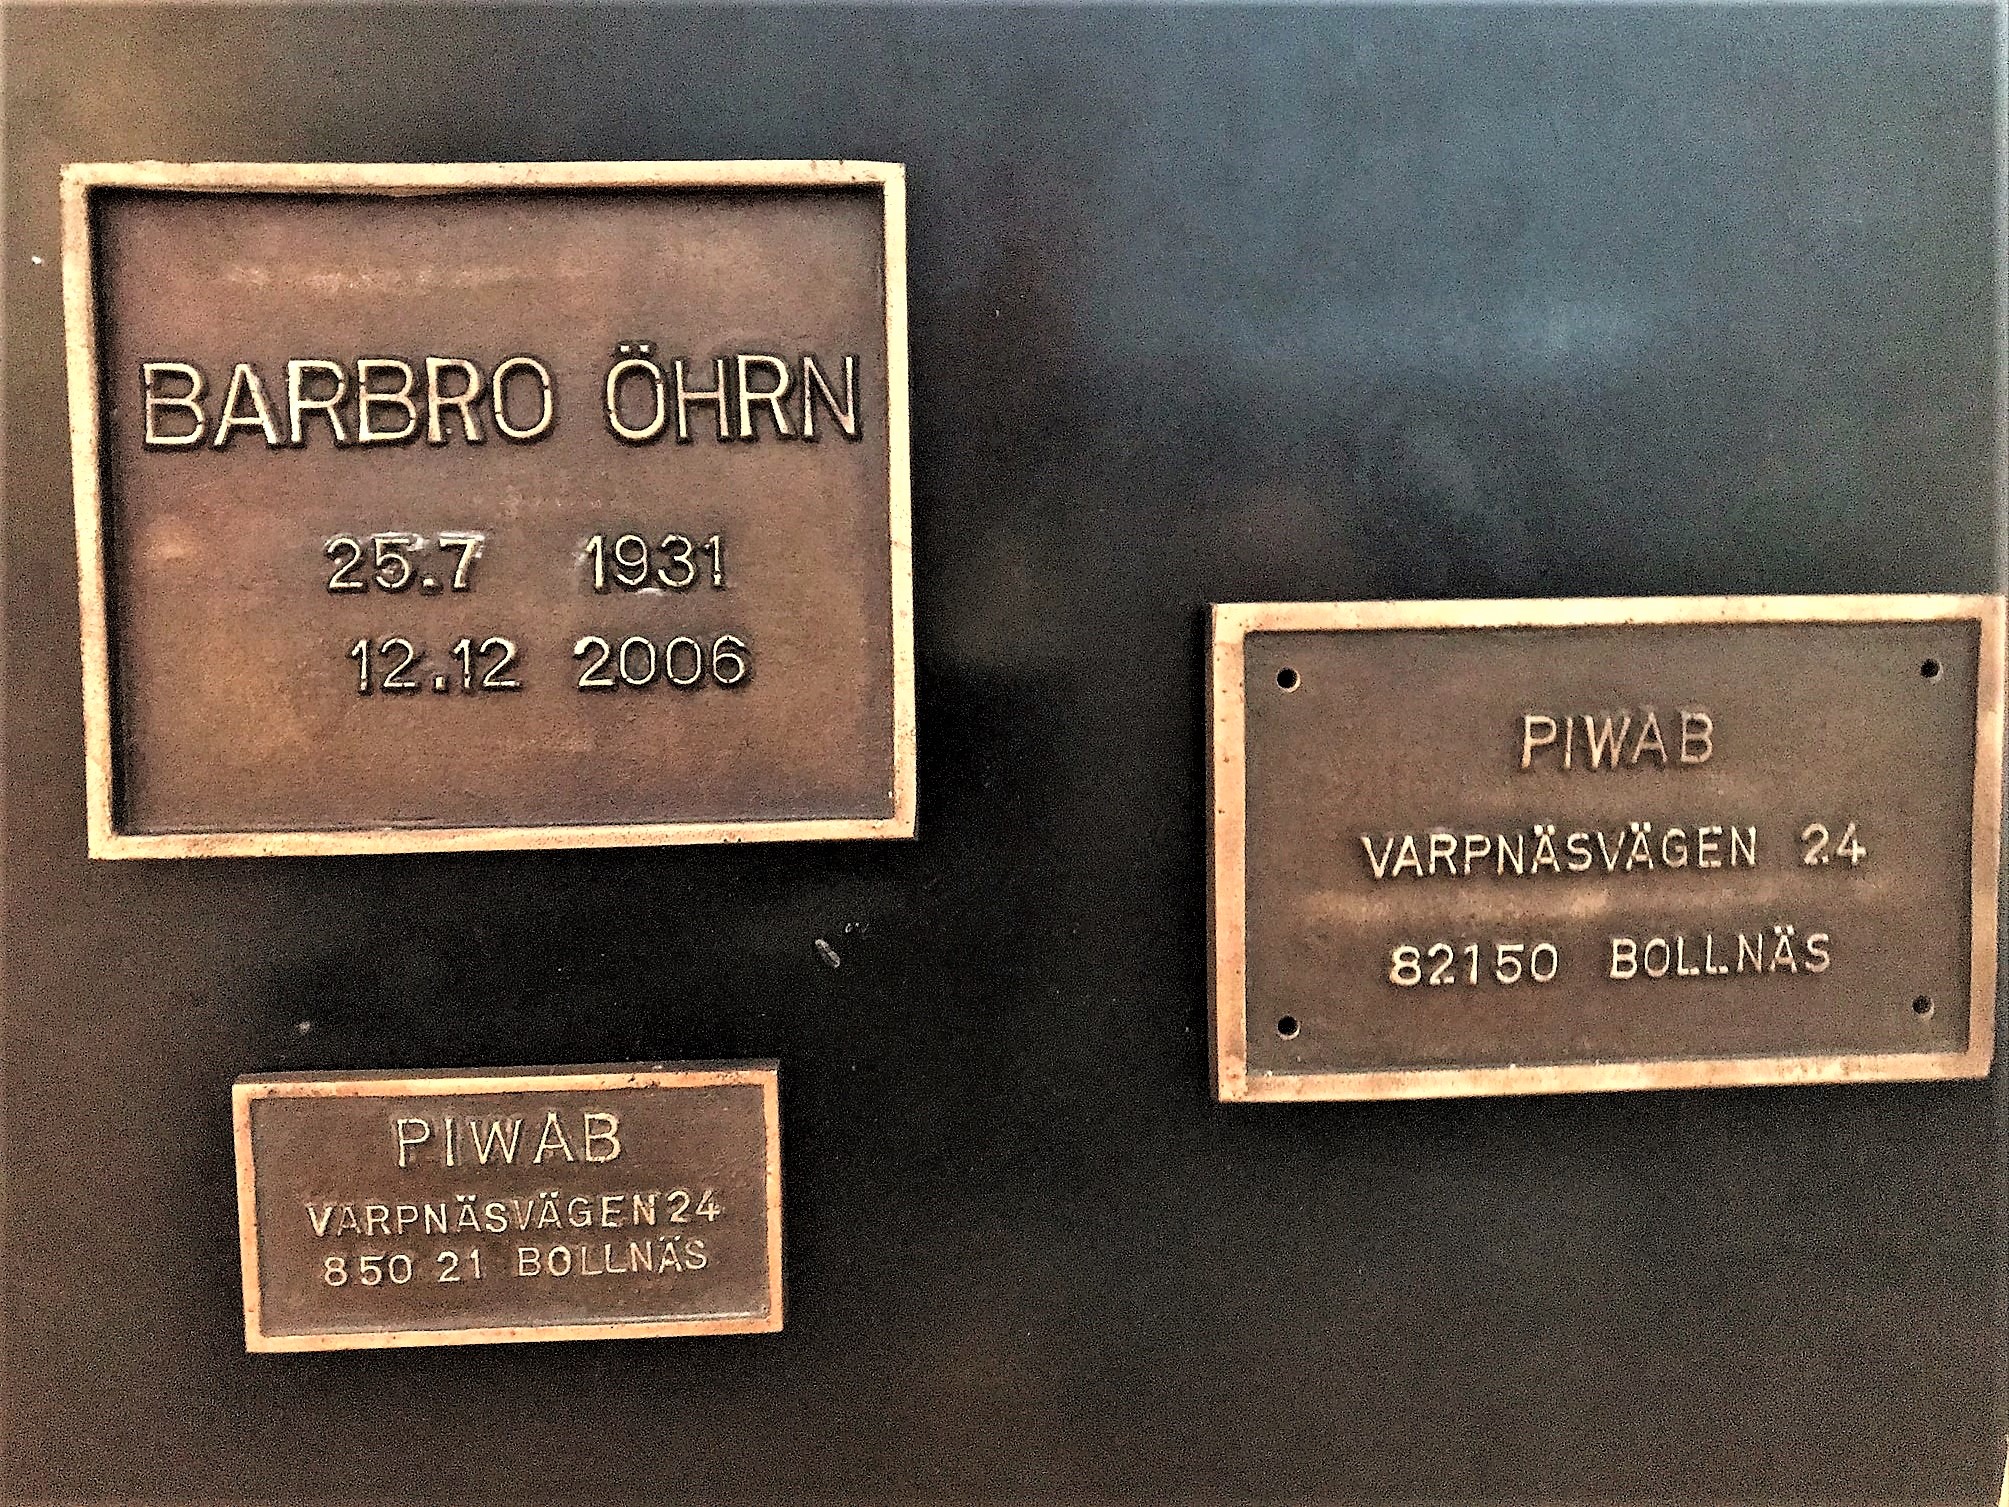 BARBRO ÖHRN
25.7 1931
12.12 2006
PIWAB
VARPNÄSVÄGEN 24
82150 BOLLNÄS
PIWAB
VARPNÄSVÄGEN 24
850 21 BOLLNÄS